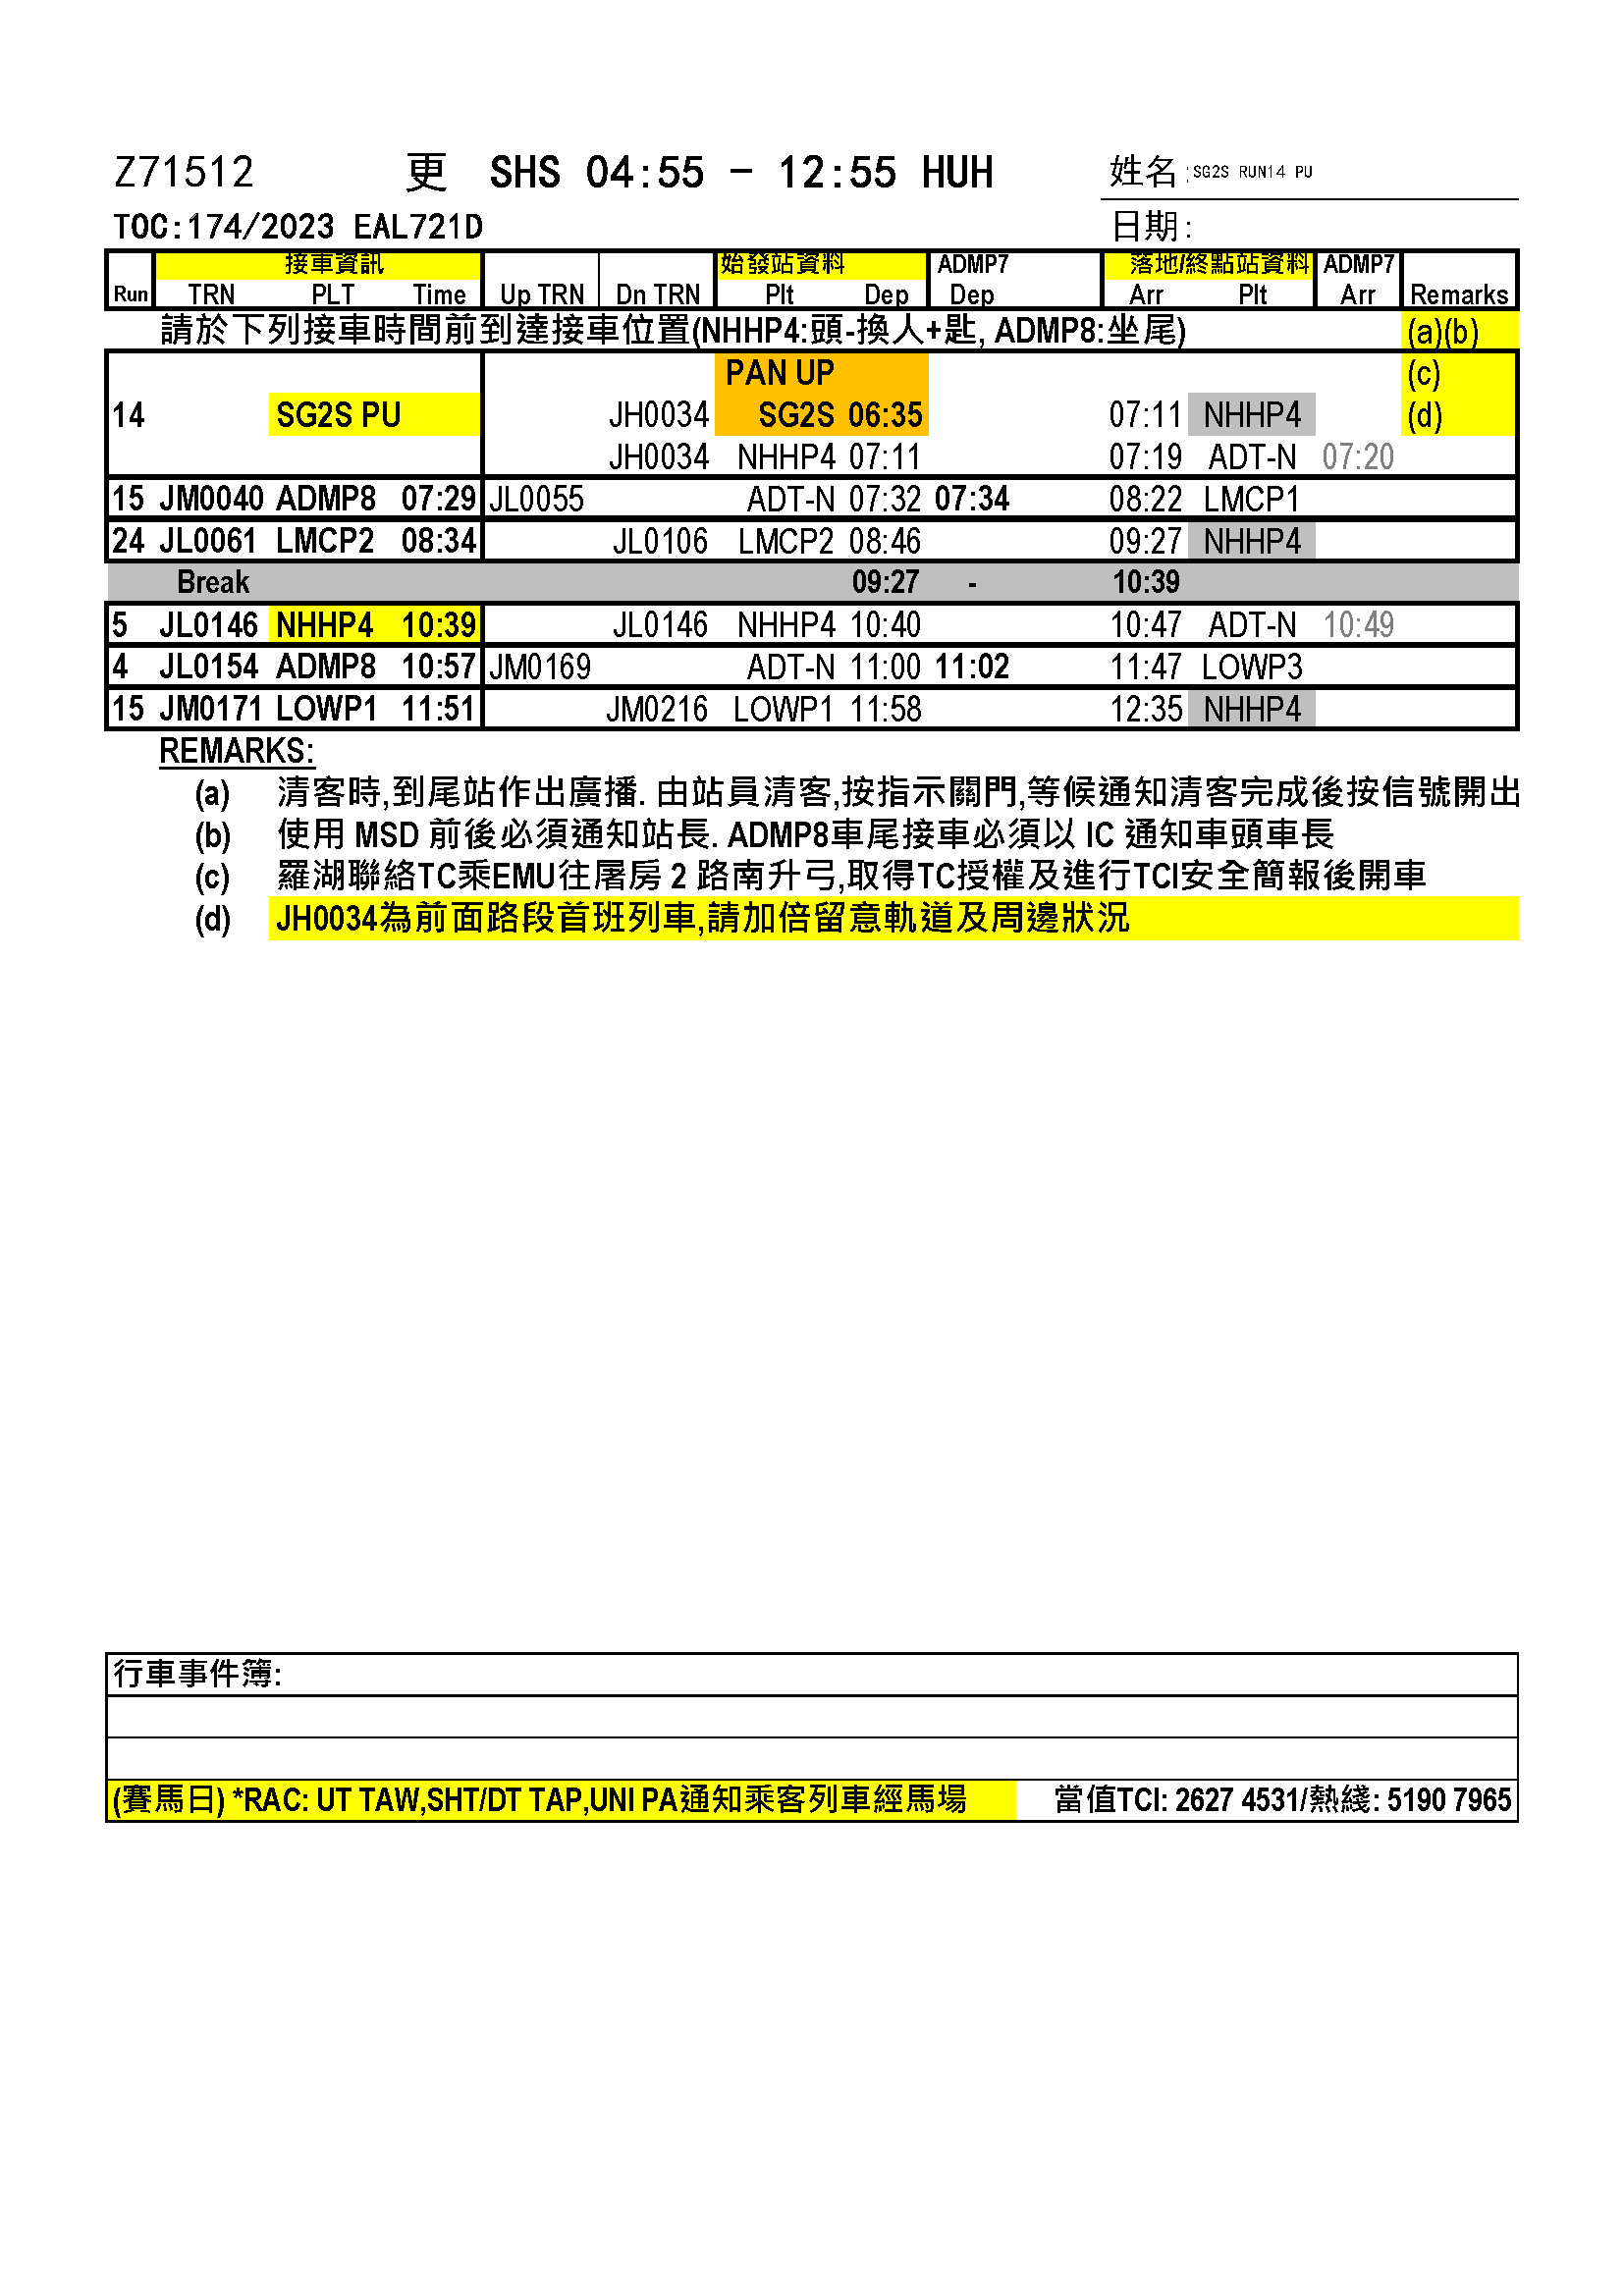 Z71512 更 SHS 04:55 - 12:55 HUH 姓名:SG2S RUN14 PU
TOC:174/2023 EAL721D 日期:
接車資訊 始發站資料 ADMP7 落地/終點站資料 ADMP7
Run TRN PLT Time Up TRN Dn TRN Plt Dep Dep Arr Plt Arr Remarks
請於下列接車時間前到達接車位置(NHHP4:頭-換人+匙, ADMP8:坐尾) (a)(b)
PAN UP (c)
14 SG2S PU JH0034 SG2S 06:35 07:11 NHHP4 (d)
JH0034 NHHP4 07:11 07:19 ADT-N 07:20
15 JM0040 ADMP8 07:29 JL0055 ADT-N 07:32 07:34 08:22 LMCP1
24 JL0061 LMCP2 08:34 JL0106 LMCP2 08:46 09:27 NHHP4
Break 09:27 - 10:39
5 JL0146 NHHP4 10:39 JL0146 NHHP4 10:40 10:47 ADT-N 10:49
4 JL0154 ADMP8 10:57 JM0169 ADT-N 11:00 11:02 11:47 LOWP3
15 JM0171 LOWP1 11:51 JM0216 LOWP1 11:58 12:35 NHHP4
REMARKS:
(a) 清客時,到尾站作出廣播. 由站員清客,按指示關門,等候通知清客完成後按信號開出
(b) 使用 MSD 前後必須通知站長. ADMP8車尾接車必須以 IC 通知車頭車長
(c) 羅湖聯絡TC乘EMU往屠房 2 路南升弓,取得TC授權及進行TCI安全簡報後開車
(d) JH0034為前面路段首班列車,請加倍留意軌道及周邊狀況
行車事件簿:
(賽馬日) *RAC: UT TAW,SHT/DT TAP,UNI PA通知乘客列車經馬場 當值TCI: 2627 4531/熱綫: 5190 7965